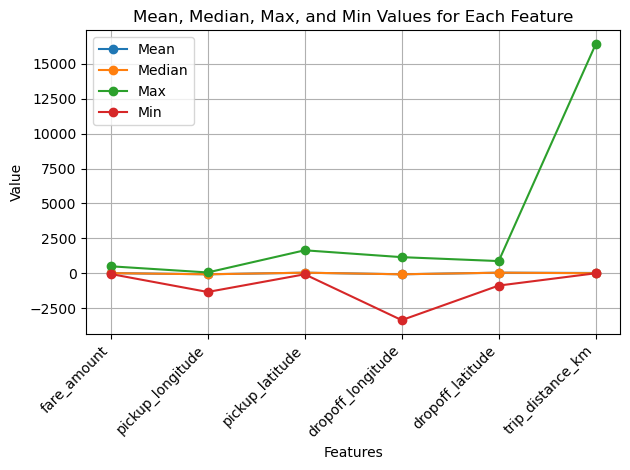 Mean, Median, Max, and Min Values for Each Feature
Mean
Median
Max
Min
15000
12500
10000
7500
5000
2500
0
−2500
Value
fare_amount
pickup_longitude
pickup_latitude
dropoff_longitude
dropoff_latitude
trip_distance_km
Features